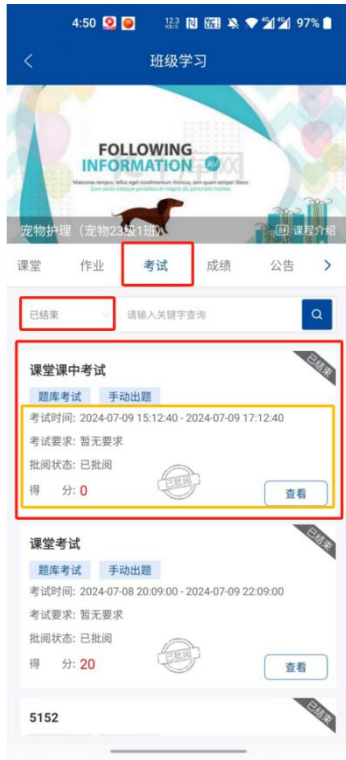 4:50 97%
班级学习
FOLLOWING
INFORMATION
宠物护理（宠物23级1班）
课程介绍
课堂 作业 考试 成绩 公告
已结束 请输入关键字查询
已结束
课堂课中考试
题库考试 手动出题
考试时间: 2024-07-09 15:12:40 - 2024-07-09 17:12:40
考试要求: 暂无要求
批阅状态: 已批阅
已批阅
得 分: 0
查看
已结束
课堂考试
题库考试 手动出题
考试时间: 2024-07-08 20:09:00 - 2024-07-09 22:09:00
考试要求: 暂无要求
批阅状态: 已批阅
已批阅
得 分: 20
查看
已结束
5152